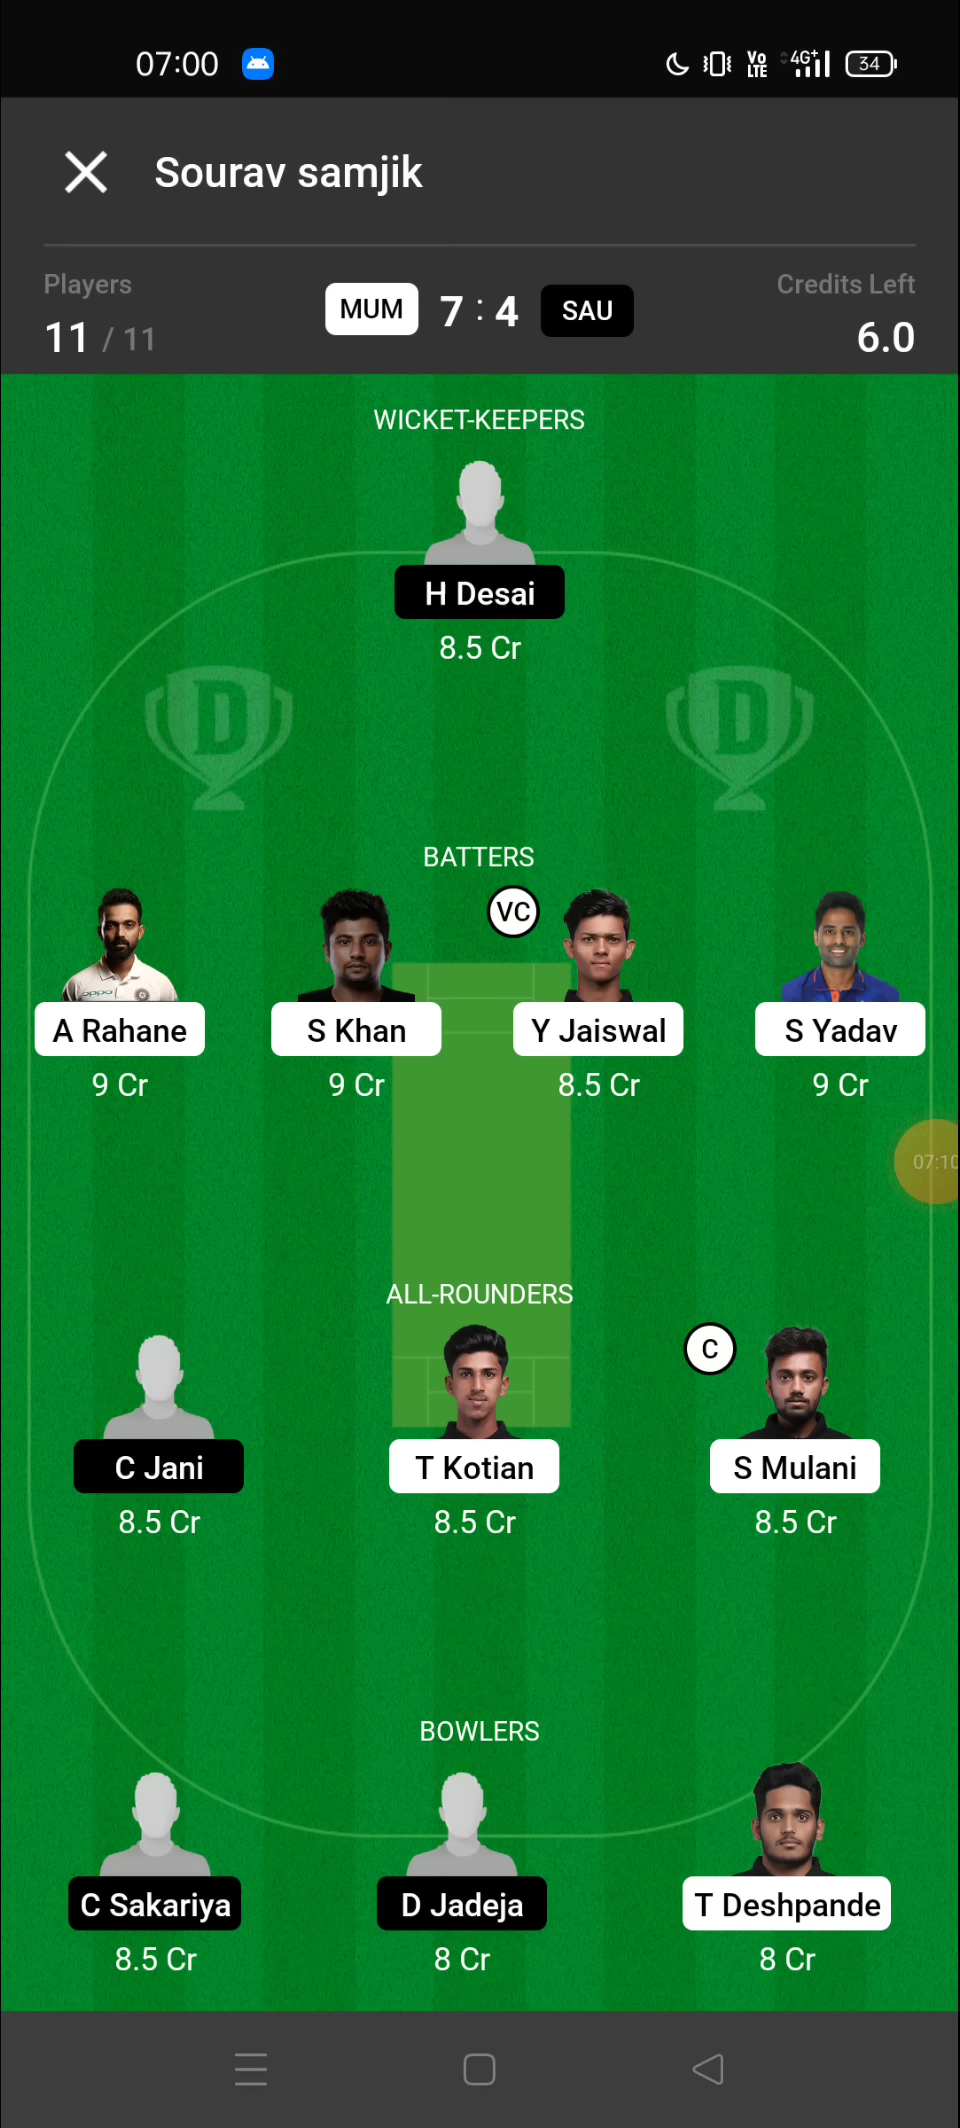 07:00
Vo LTE 4G+ 34
Sourav samjik
Players
Credits Left
11 / 11
MUM 7 : 4 SAU
6.0
WICKET-KEEPERS
H Desai
8.5 Cr
D D
BATTERS
VC
A Rahane S Khan Y Jaiswal S Yadav
9 Cr 9 Cr 8.5 Cr 9 Cr
07:10
ALL-ROUNDERS
C
C Jani T Kotian S Mulani
8.5 Cr 8.5 Cr 8.5 Cr
BOWLERS
C Sakariya D Jadeja T Deshpande
8.5 Cr 8 Cr 8 Cr